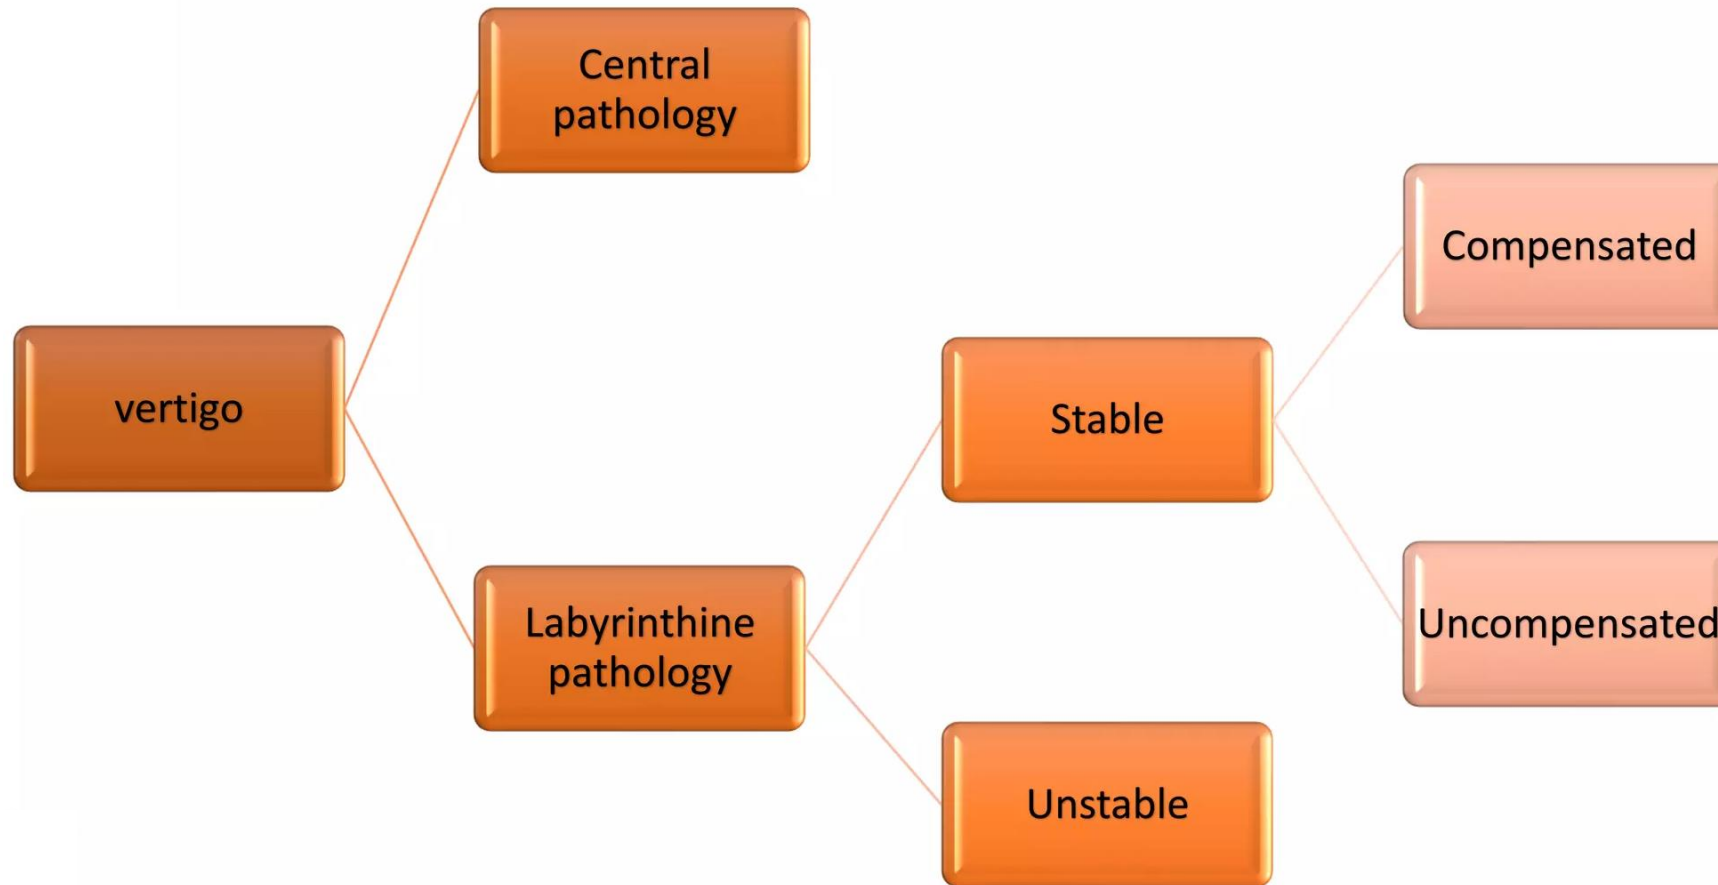 vertigo
Central
pathology
Labyrinthine
pathology
Stable
Unstable
Compensated
Uncompensated